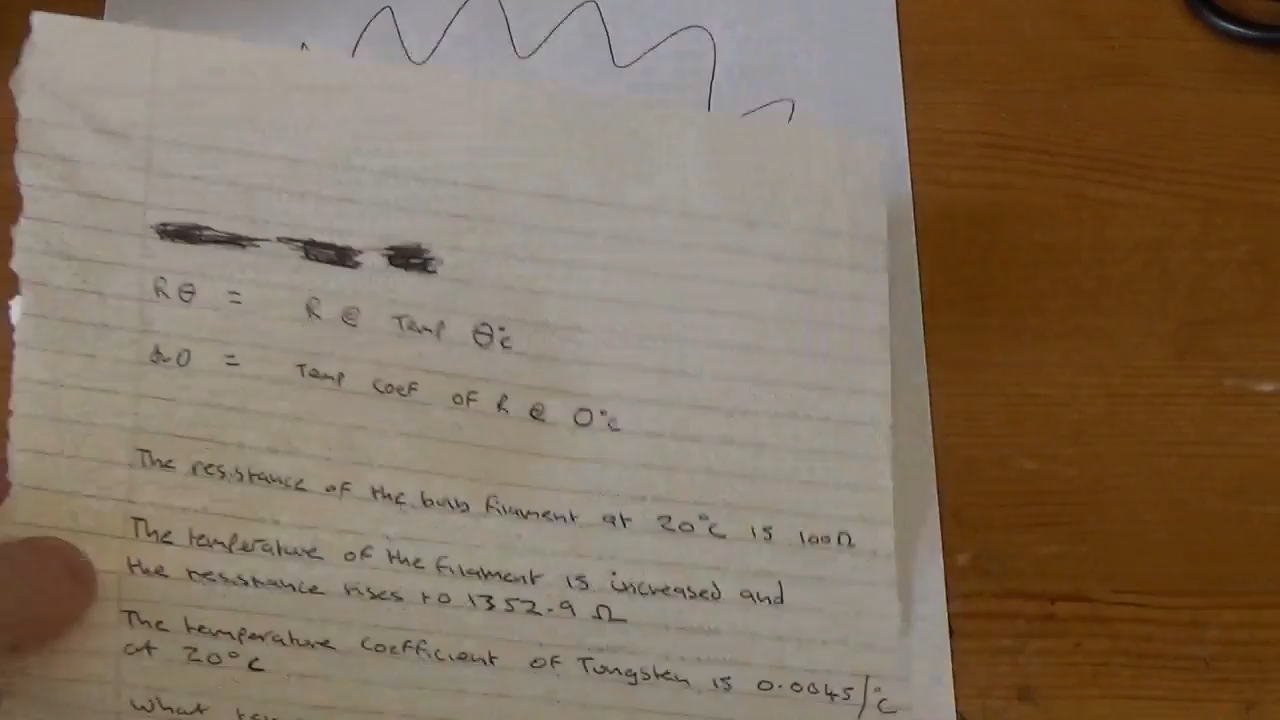 Rθ = R @ Temp θ°c
α0 = Temp coef of R @ 0°c
The resistance of the bulb filament at 20°C is 100Ω
The temperature of the filament is increased and
the resistance rises to 1352.9 Ω
The temperature coefficient of Tungsten is 0.0045/°c
at 20°C
What